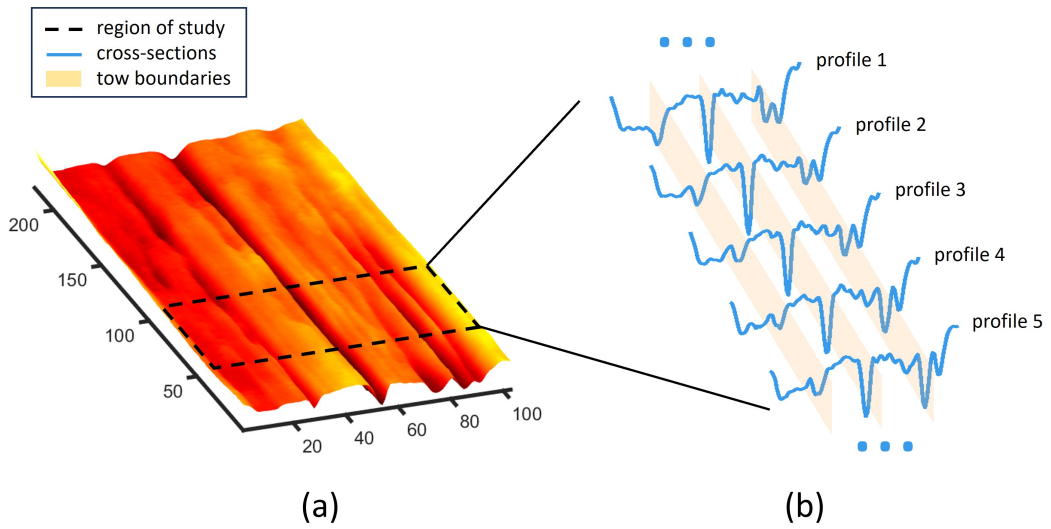 region of study
cross-sections
tow boundaries
200
150
100
50
20
40
60
80
100
profile 1
profile 2
profile 3
profile 4
profile 5
(a)
(b)